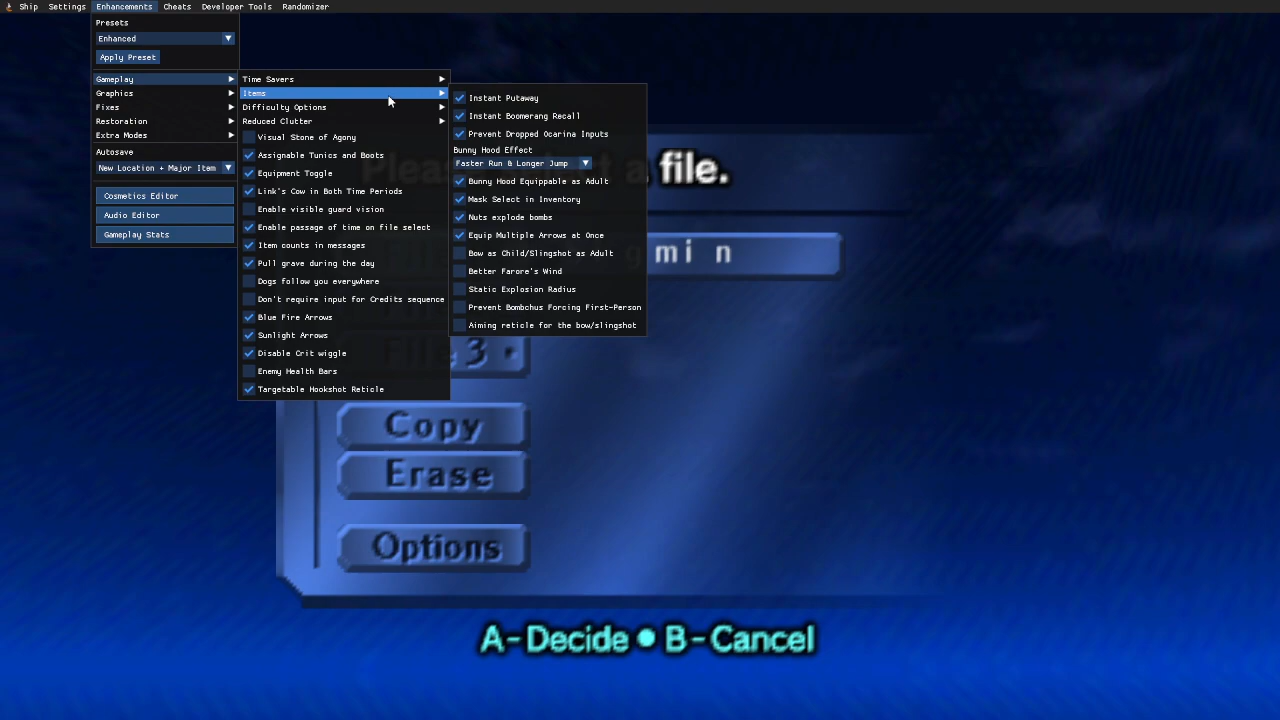 Ship Settings Enhancements Cheats Developer Tools Randomizer
Presets
Enhanced
Apply Preset
Gameplay
Graphics
Fixes
Restoration
Extra Modes
Autosave
New Location + Major Item
Cosmetics Editor
Audio Editor
Gameplay Stats
Time Savers
Items
Difficulty Options
Reduced Clutter
Visual Stone of Agony
Assignable Tunics and Boots
Equipment Toggle
Link's Cow in Both Time Periods
Enable visible guard vision
Enable passage of time on file select
Item counts in messages
Pull grave during the day
Dogs follow you everywhere
Don't require input for Credits sequence
Blue Fire Arrows
Sunlight Arrows
Disable Crit wiggle
Enemy Health Bars
Targetable Hookshot Reticle
Instant Putaway
Instant Boomerang Recall
Prevent Dropped Ocarina Inputs
Bunny Hood Effect
Faster Run & Longer Jump
Bunny Hood Equippable as Adult
Mask Select in Inventory
Nuts explode bombs
Equip Multiple Arrows at Once
Bow as Child/Slingshot as Adult
Better Farore's Wind
Static Explosion Radius
Prevent Bombchus Forcing First-Person
Aiming reticle for the bow/slingshot
Please select a file.
min
File 3
Copy
Erase
Options
A-Decide • B-Cancel